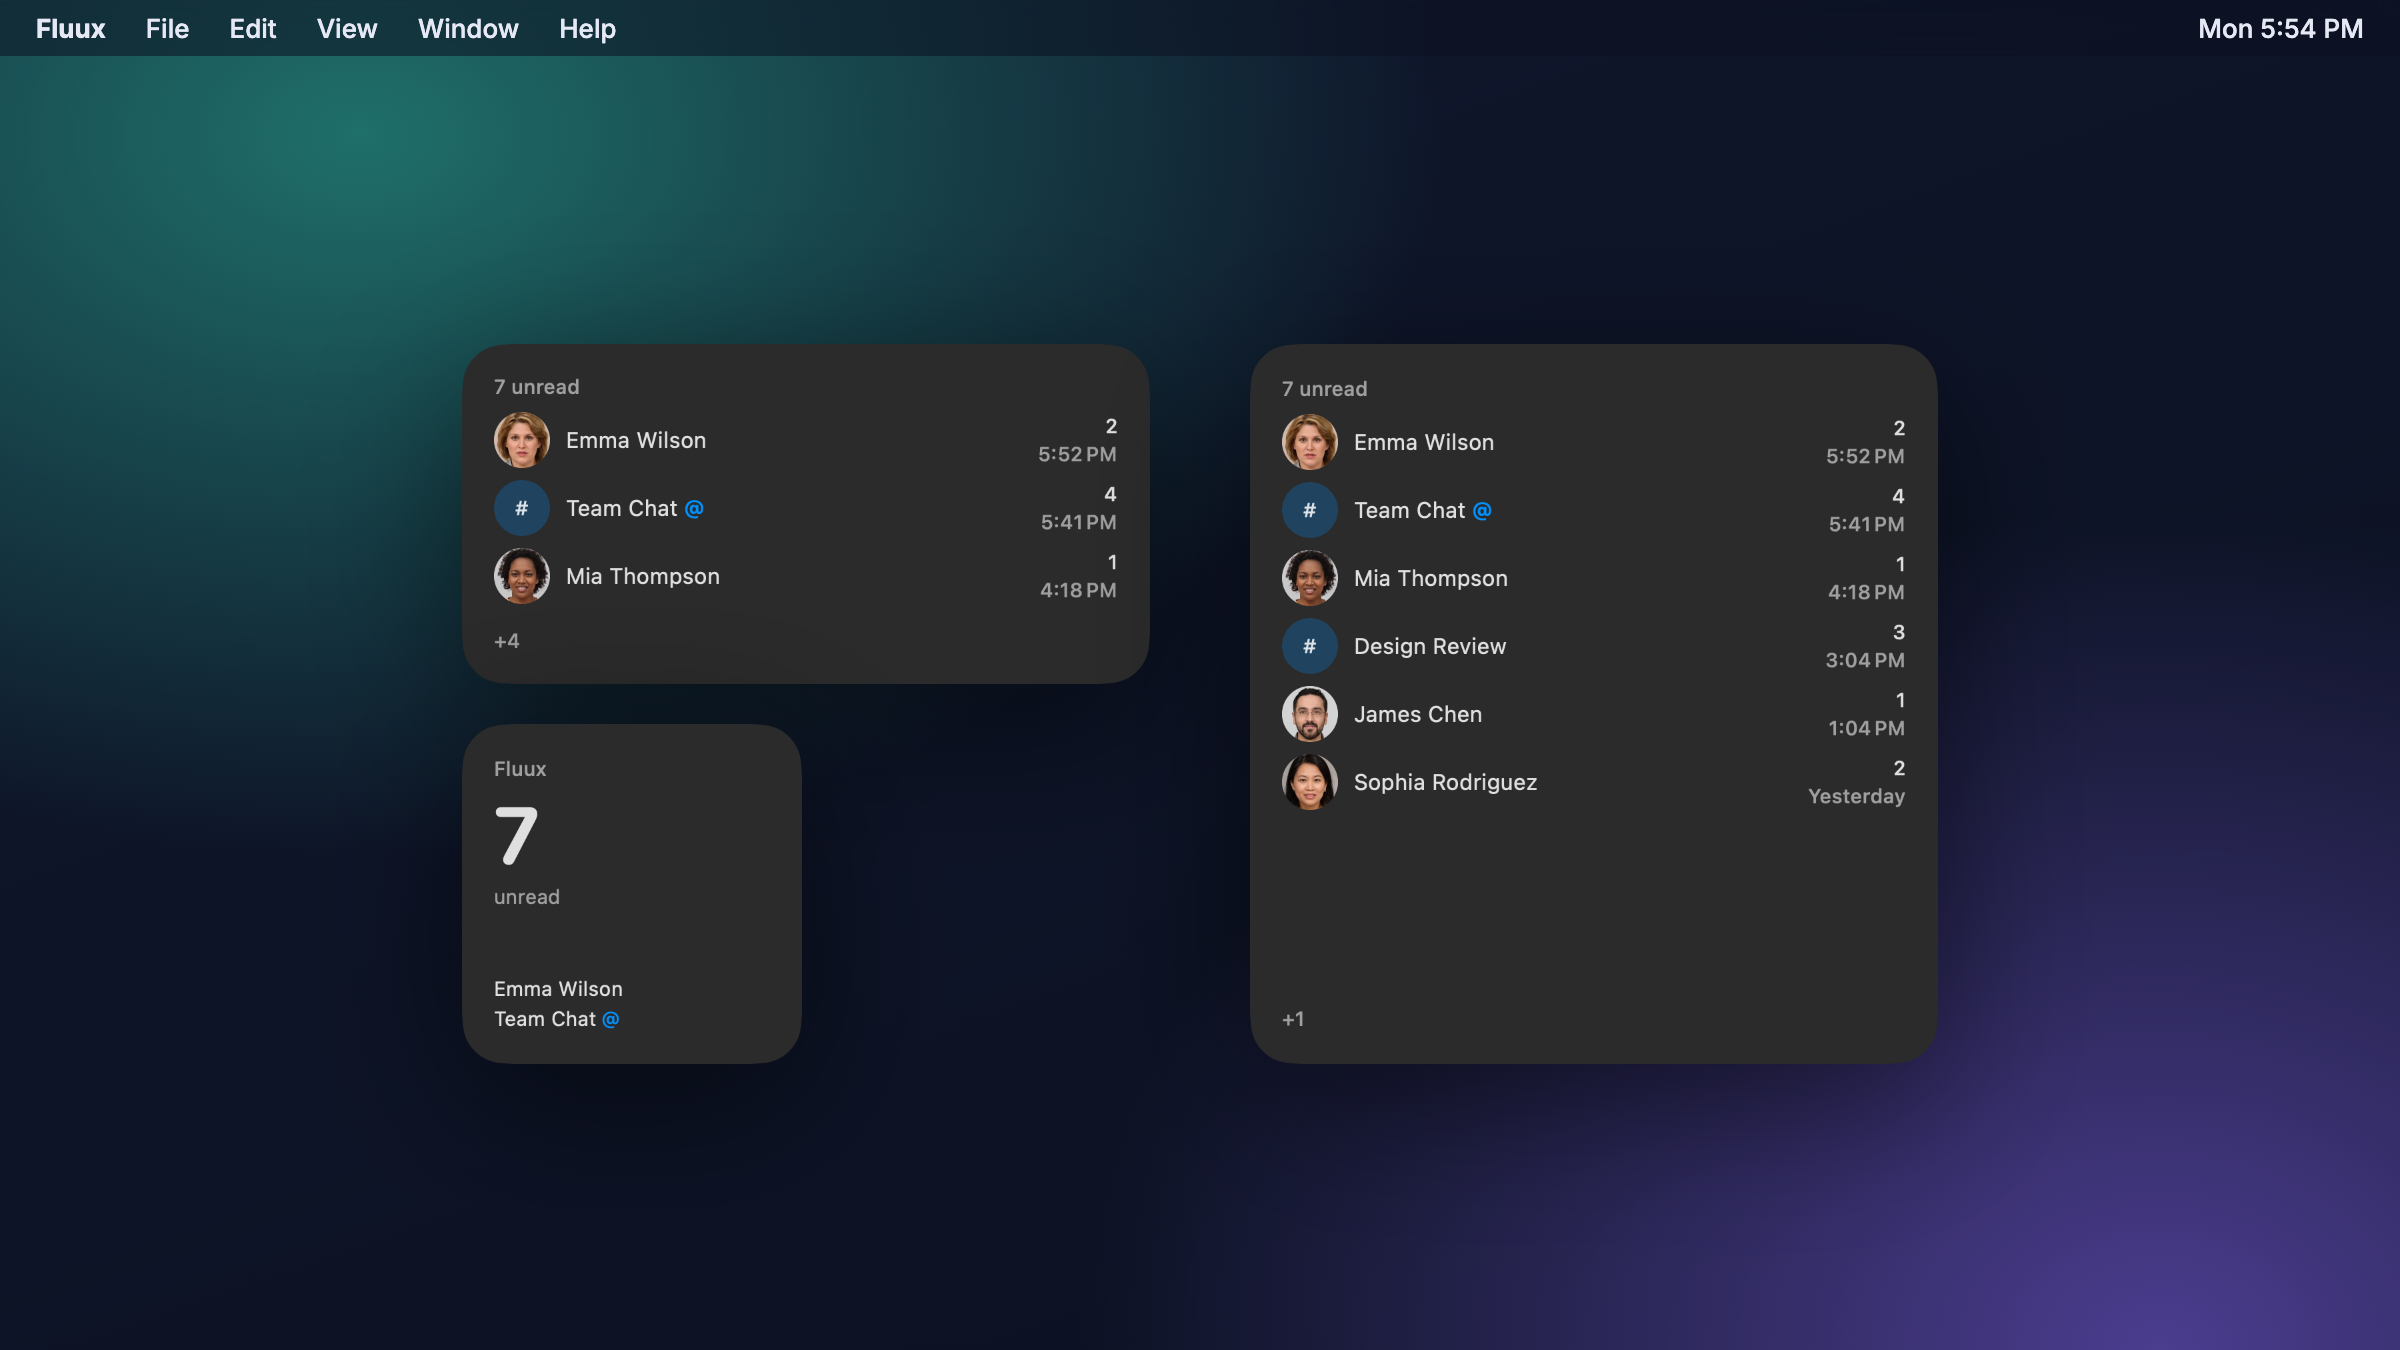 Fluux File Edit View Window Help Mon 5:54 PM
7 unread
Emma Wilson 2
5:52 PM
# Team Chat @ 4
5:41 PM
Mia Thompson 1
4:18 PM
+4
Fluux
7
unread
Emma Wilson
Team Chat @
7 unread
Emma Wilson 2
5:52 PM
# Team Chat @ 4
5:41 PM
Mia Thompson 1
4:18 PM
# Design Review 3
3:04 PM
James Chen 1
1:04 PM
Sophia Rodriguez 2
Yesterday
+1